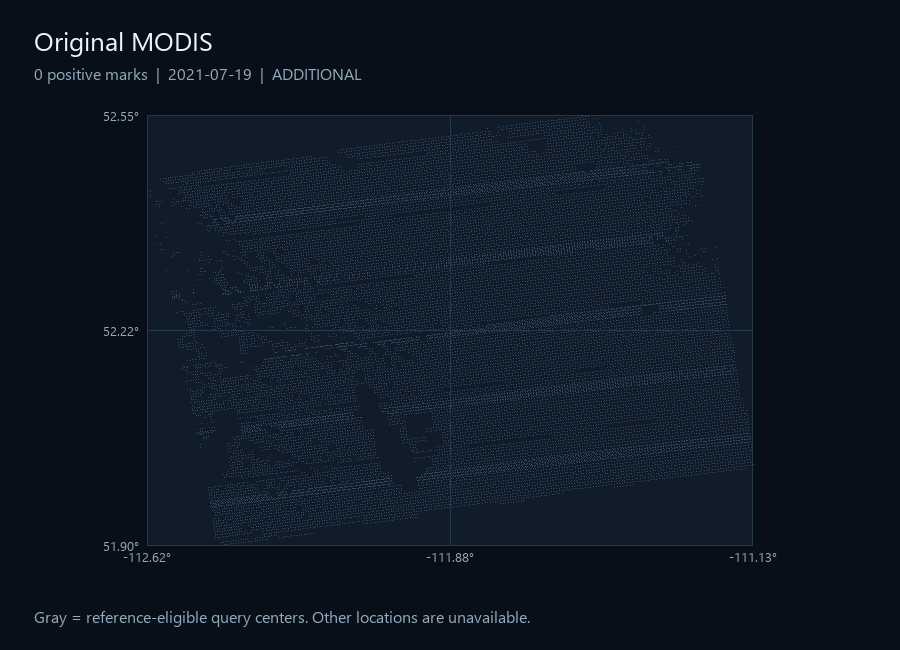 Original MODIS
0 positive marks | 2021-07-19 | ADDITIONAL
52.55°
52.22°
51.90°
-112.62°
-111.88°
-111.13°
Gray = reference-eligible query centers. Other locations are unavailable.